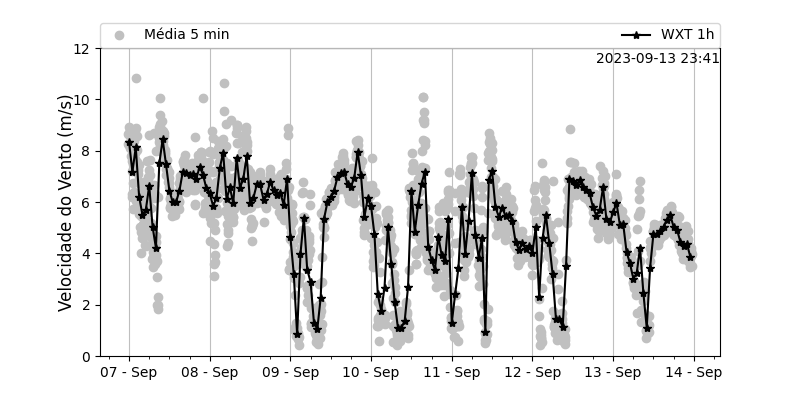 Média 5 min
WXT 1h
2023-09-13 23:41
Velocidade do Vento (m/s)
12
10
8
6
4
2
0
07 - Sep
08 - Sep
09 - Sep
10 - Sep
11 - Sep
12 - Sep
13 - Sep
14 - Sep